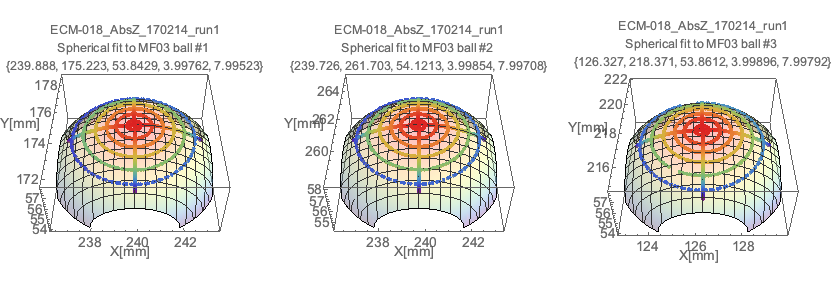 ECM-018_AbsZ_170214_run1
Spherical fit to MF03 ball #1
{239.888, 175.223, 53.8429, 3.99762, 7.99523}
178
176
Y[mm]
174
172
57
56
55
54
238
240
242
X[mm]
ECM-018_AbsZ_170214_run1
Spherical fit to MF03 ball #2
{239.726, 261.703, 54.1213, 3.99854, 7.99708}
264
262
Y[mm]
260
58
57
56
55
238
240
242
X[mm]
ECM-018_AbsZ_170214_run1
Spherical fit to MF03 ball #3
{126.327, 218.371, 53.8612, 3.99896, 7.99792}
222
220
Y[mm]
218
216
57
56
55
54
124
126
128
X[mm]